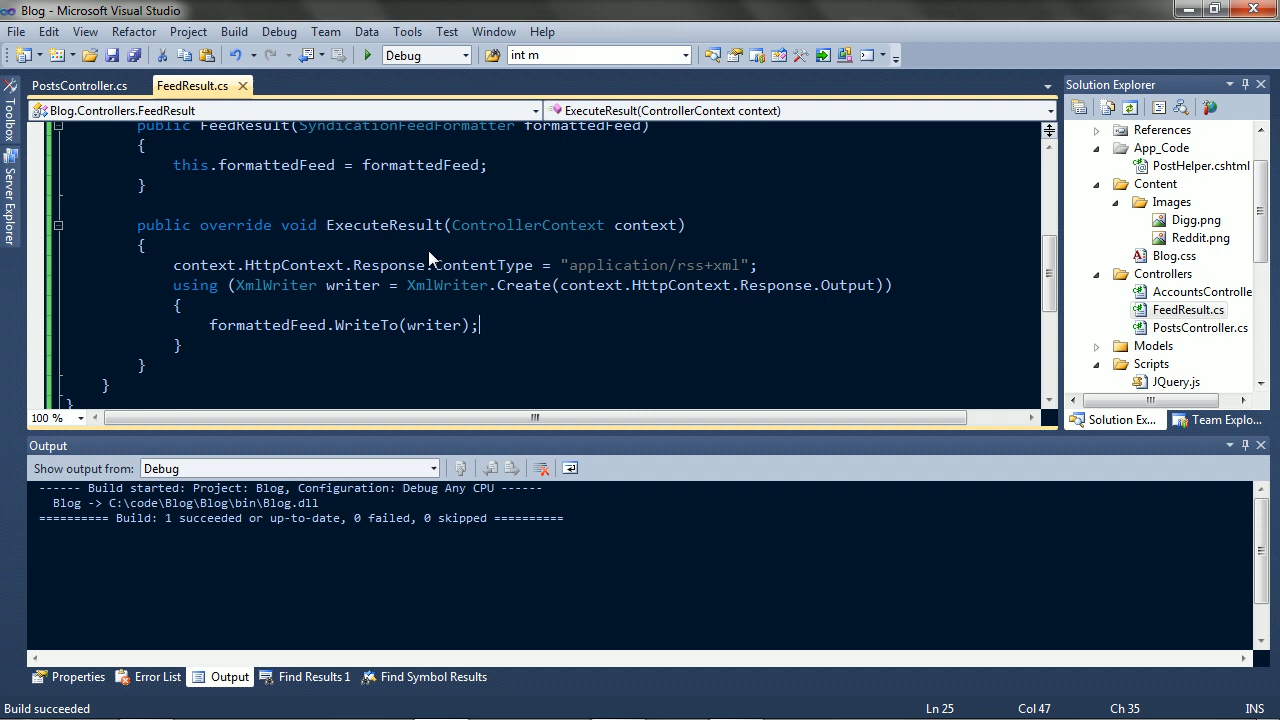 Blog - Microsoft Visual Studio
File Edit View Refactor Project Build Debug Team Data Tools Test Window Help
Debug int m
PostsController.cs FeedResult.cs
Blog.Controllers.FeedResult ExecuteResult(ControllerContext context)
public FeedResult(SyndicationFeedFormatter formattedFeed)
{
this.formattedFeed = formattedFeed;
}
public override void ExecuteResult(ControllerContext context)
{
context.HttpContext.Response.ContentType = "application/rss+xml";
using (XmlWriter writer = XmlWriter.Create(context.HttpContext.Response.Output))
{
formattedFeed.WriteTo(writer);
}
}
}
}
100 %
Toolbox
Server Explorer
Solution Explorer
References
App_Code
PostHelper.cshtml
Content
Images
Digg.png
Reddit.png
Blog.css
Controllers
AccountsControlle
FeedResult.cs
PostsController.cs
Models
Scripts
JQuery.js
Solution Ex... Team Explo...
Output
Show output from: Debug
------ Build started: Project: Blog, Configuration: Debug Any CPU ------
Blog -> C:\code\Blog\Blog\bin\Blog.dll
========== Build: 1 succeeded or up-to-date, 0 failed, 0 skipped ==========
Properties Error List Output Find Results 1 Find Symbol Results
Build succeeded Ln 25 Col 47 Ch 35 INS